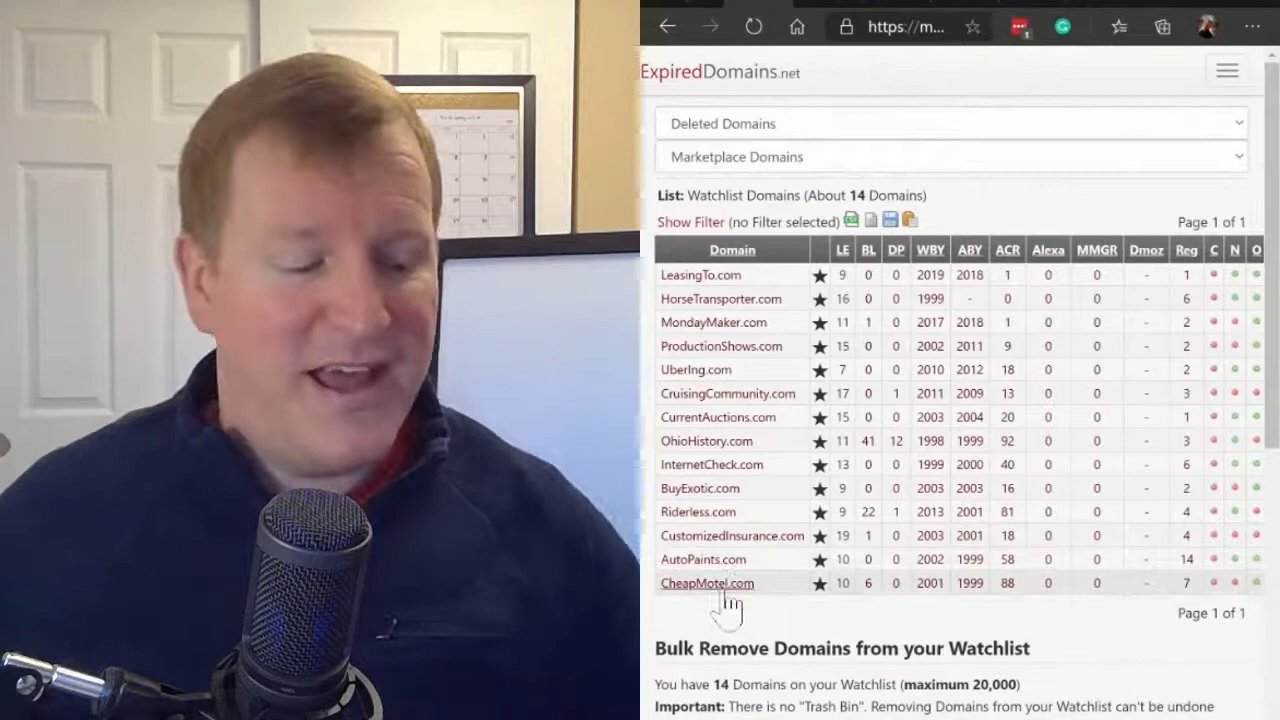 https://m...
1
ExpiredDomains.net
Deleted Domains
Marketplace Domains
List: Watchlist Domains (About 14 Domains)
Show Filter (no Filter selected) Page 1 of 1
Domain LE BL DP WBY ABY ACR Alexa MMGR Dmoz Reg C N O
LeasingTo.com ★ 9 0 0 2019 2018 1 0 0 - 1
HorseTransporter.com ★ 16 0 0 1999 - 0 0 0 - 6
MondayMaker.com ★ 11 1 0 2017 2018 1 0 0 - 2
ProductionShows.com ★ 15 0 0 2002 2011 9 0 0 - 2
UberIng.com ★ 7 0 0 2010 2012 18 0 0 - 2
CruisingCommunity.com ★ 17 0 1 2011 2009 13 0 0 - 3
CurrentAuctions.com ★ 15 0 0 2003 2004 20 0 0 - 1
OhioHistory.com ★ 11 41 12 1998 1999 92 0 0 - 3
InternetCheck.com ★ 13 0 0 1999 2000 40 0 0 - 6
BuyExotic.com ★ 9 0 0 2003 2003 16 0 0 - 2
Riderless.com ★ 9 22 1 2013 2001 81 0 0 - 4
CustomizedInsurance.com ★ 19 1 0 2003 2001 18 0 0 - 4
AutoPaints.com ★ 10 0 0 2002 1999 58 0 0 - 14
CheapMotel.com ★ 10 6 0 2001 1999 88 0 0 - 7
Page 1 of 1
Bulk Remove Domains from your Watchlist
You have 14 Domains on your Watchlist (maximum 20,000)
Important: There is no "Trash Bin". Removing Domains from your Watchlist can't be undone